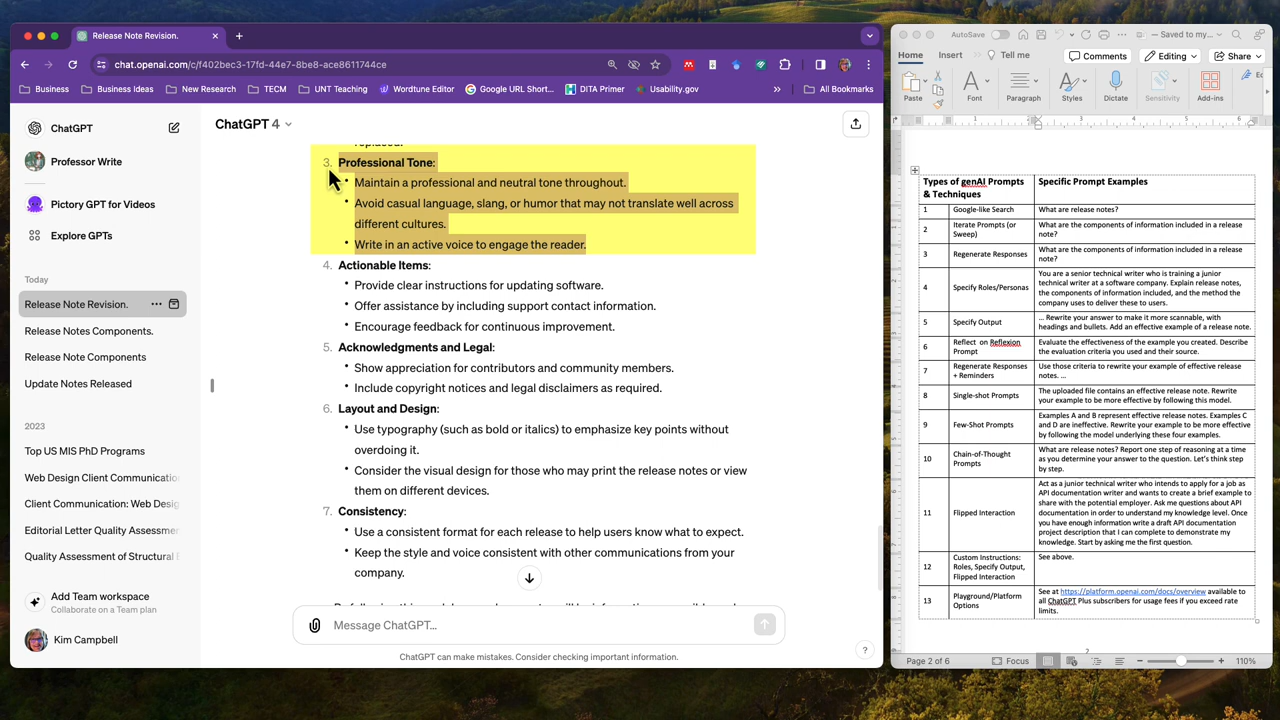 Release Note Revision.
chat.openai.com/c/f40f2bec-3
Business
Business Ideas
New Research
TECM
UX Teaching
Wordtune Editor
Google URL Short...
DITA Primer
Usability.gov
All Bookmarks
ChatGPT
Professor Write
Pictory GPT for Videos
Explore GPTs
Today
Release Note Revision.
Release Notes Components.
Release Note Components
Update Notes Released
2023
Top US MIS PhD Programs
Web Design Client Communication
Client Communication: Web Desig
Editorial Letter Quality Assessmer
Quality Assessment of Structural E
Add Team workspace
Collaborate on a Team plan
Kim Campbell
ChatGPT 4
3. Professional Tone:
Maintain a professional and neutral tone throughout.
Avoid casual language, slang, or humor that may not translate well across
different cultures.
Write in an active voice to engage the reader.
4. Actionable Items:
Provide clear instructions for updating software.
Offer assistance by including support contact information.
Encourage feedback for continuous improvement.
5. Acknowledgments and Legal:
Show appreciation to contributors and community members.
Include copyright notices and legal disclaimers as required.
6. Layout and Design:
Use typography (such as bold or italics) to emphasize key points without
overdoing it.
Consider the visual design for those who may print the release notes or view
them on different devices.
7. Consistency:
Use a consistent format for each release to help users know what to expect.
Keep the style and voice consistent with other communications from your
company.
Message ChatGPT...
ChatGPT can make mistakes. Consider checking important information.
?
AutoSave
— Saved to my...
Home
Insert
Tell me
Comments
Editing
Share
Paste
Font
Paragraph
Styles
Dictate
Sensitivity
Add-ins
Types of genAI Prompts
& Techniques
Specific Prompt Examples
1 Google-like Search What are release notes?
2 Iterate Prompts (or
Sweep)
What are the components of information included in a release
note?
3 Regenerate Responses
What are the components of information included in a release
note?
4 Specify Roles/Personas
You are a senior technical writer who is training a junior
technical writer at a software company. Explain release notes,
the components of information included, and the method the
company uses to deliver these to users.
5 Specify Output
... Rewrite your answer to make it more scannable, with
headings and bullets. Add an effective example of a release note.
6 Reflect on Reflexion
Prompt
Evaluate the effectiveness of the example you created. Describe
the evaluation criteria you used and their source.
7 Regenerate Responses
+ Reminders
Use those criteria to rewrite your example of effective release
notes. ...
8 Single-shot Prompts
The uploaded file contains an effective release note. Rewrite
your example to be more effective by following this model.
9 Few-Shot Prompts
Examples A and B represent effective release notes. Examples C
and D are ineffective. Rewrite your example to be more effective
by following the model underlying these four examples.
10 Chain-of-Thought
Prompts
What are release notes? Report one step of reasoning at a time
as you determine your answer to the question. Let's think step
by step.
11 Flipped Interaction
Act as a junior technical writer who intends to apply for a job as
API documentation writer and wants to create a brief example to
share with the potential employer. Ask me questions about API
documentation in order to understand my knowledge level. Once
you have enough information write a draft API documentation
project description that I can complete to demonstrate my
knowledge. Start by asking me the first question.
12 Custom Instructions:
Roles, Specify Output,
Flipped Interaction
See above.
13 Playground/Platform
Options
See at https://platform.openai.com/docs/overview available to
all ChatGPT Plus subscribers for usage fees if you exceed rate
limits.
2
Page 2 of 6
Focus
110%